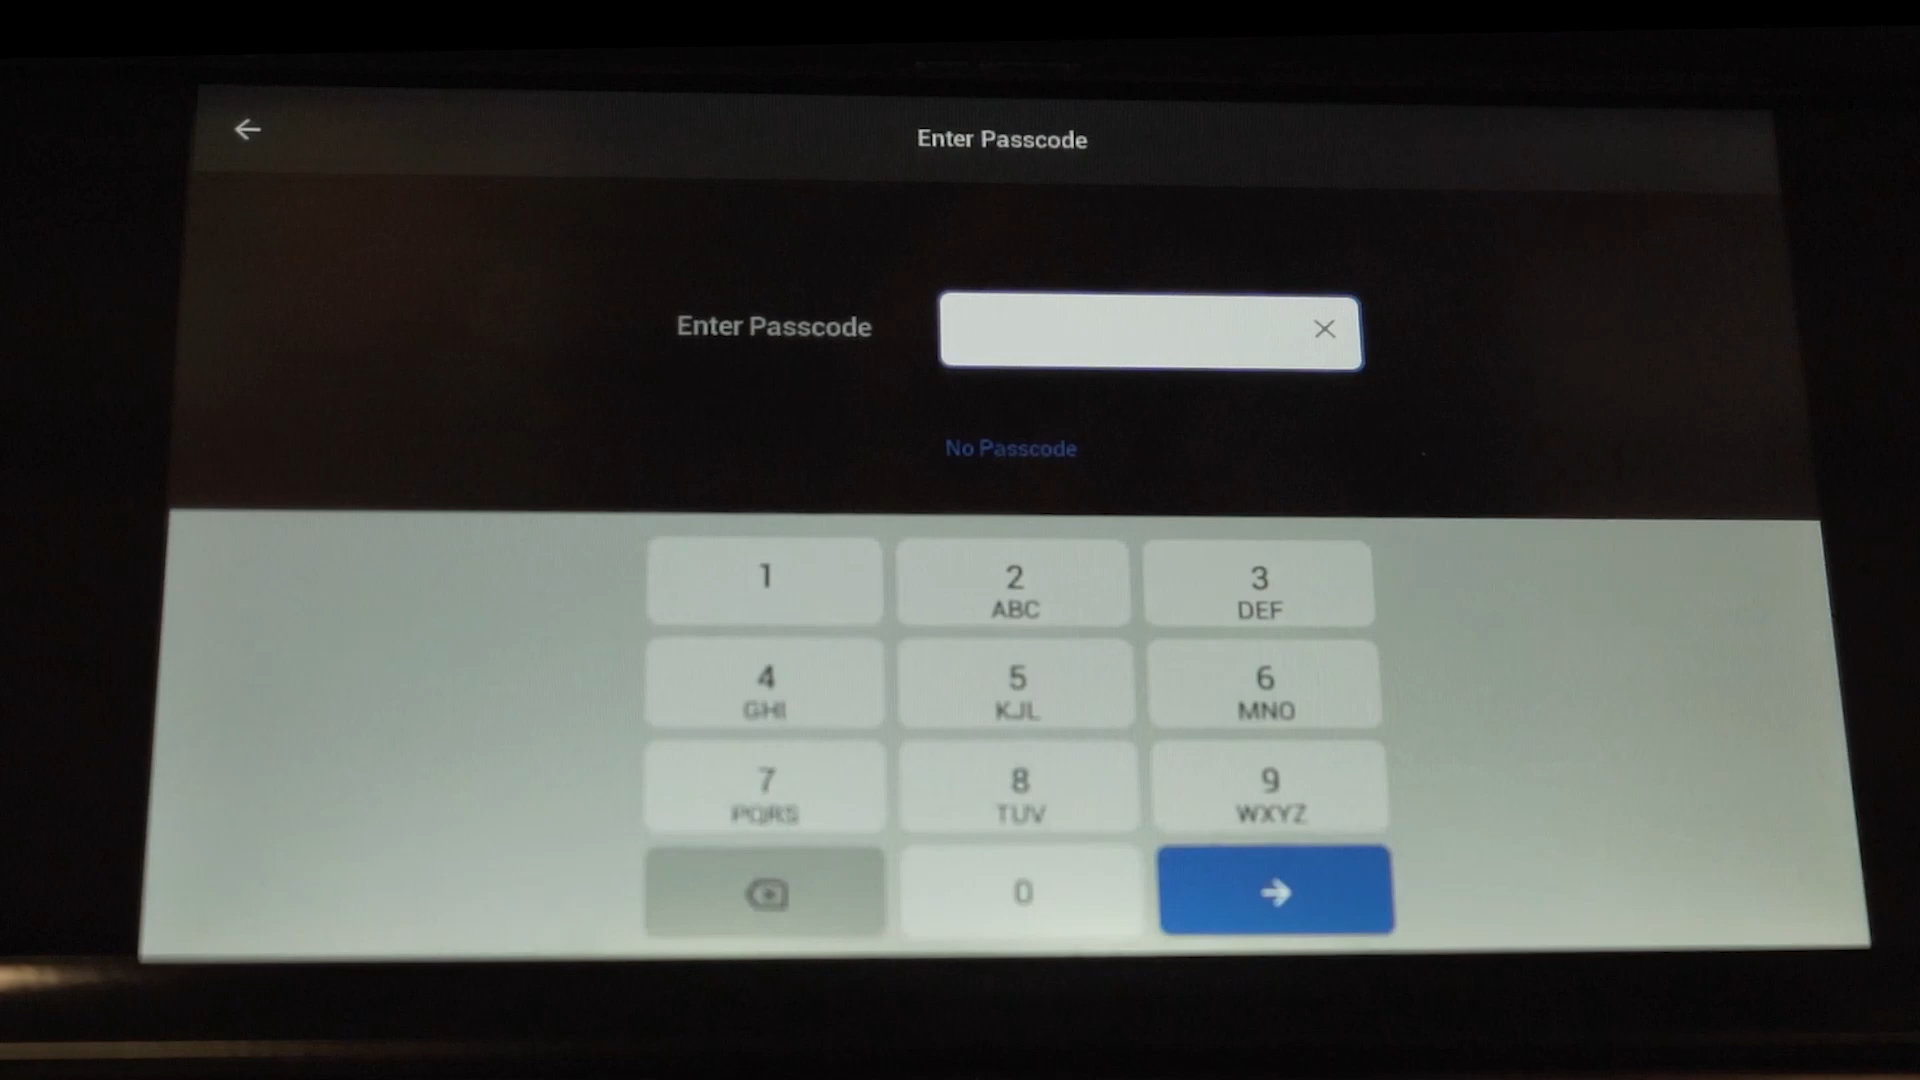 Enter Passcode
Enter Passcode
No Passcode
1
2
ABC
3
DEF
4
GHI
5
KJL
6
MNO
7
PQRS
8
TUV
9
WXYZ
0